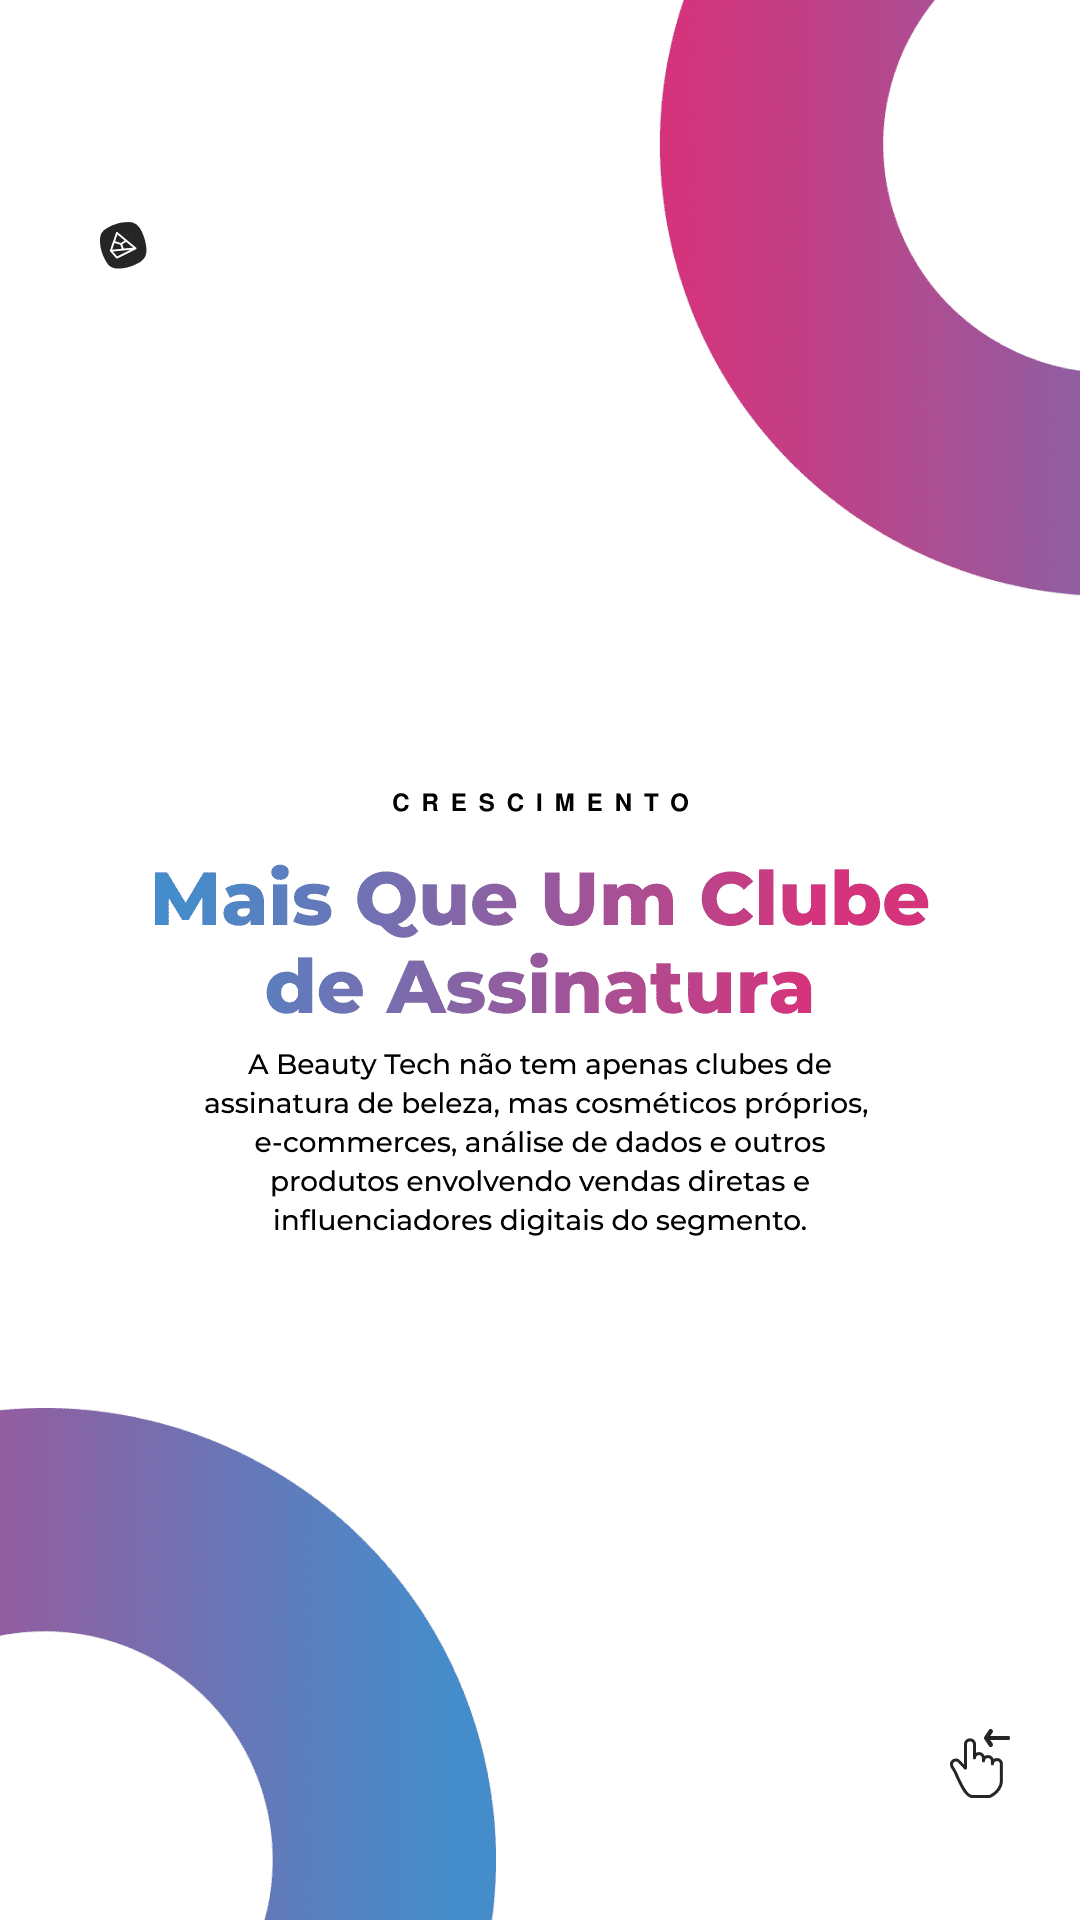 CRESCIMENTO
Mais Que Um Clube
de Assinatura
A Beauty Tech não tem apenas clubes de
assinatura de beleza, mas cosméticos próprios,
e-commerces, análise de dados e outros
produtos envolvendo vendas diretas e
influenciadores digitais do segmento.